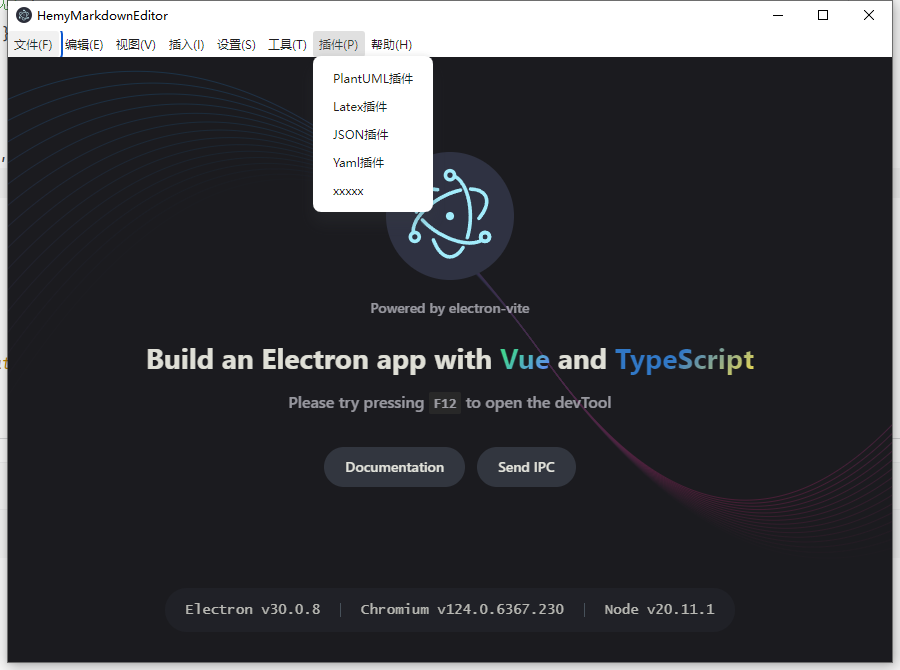 HemyMarkdownEditor
文件(F) 编辑(E) 视图(V) 插入(I) 设置(S) 工具(T) 插件(P) 帮助(H)
PlantUML插件
Latex插件
JSON插件
Yaml插件
xxxxx
Powered by electron-vite
Build an Electron app with Vue and TypeScript
Please try pressing F12 to open the devTool
Documentation Send IPC
Electron v30.0.8 Chromium v124.0.6367.230 Node v20.11.1